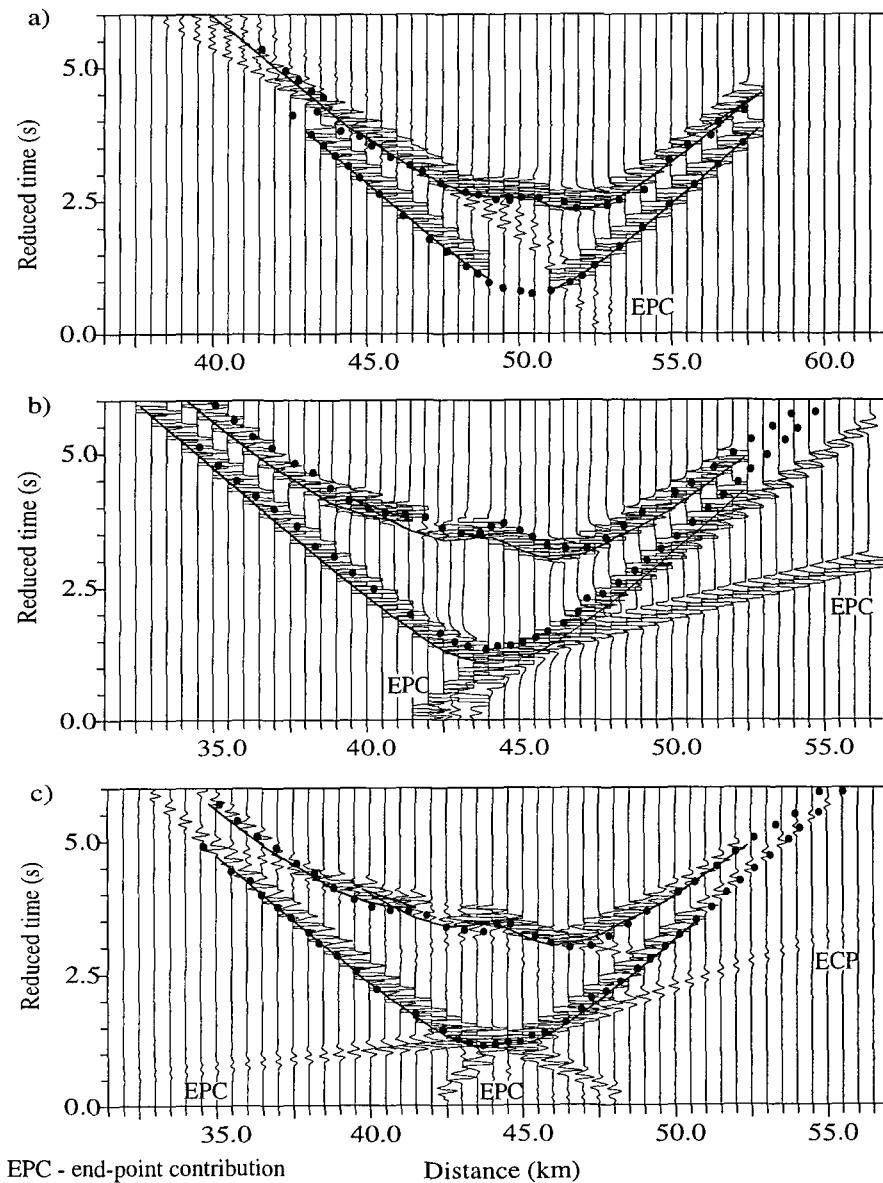 a)
5.0
2.5
0.0
Reduced time (s)
EPC
40.0 45.0 50.0 55.0 60.0
b)
5.0
2.5
0.0
Reduced time (s)
EPC
EPC
35.0 40.0 45.0 50.0 55.0
c)
5.0
2.5
0.0
Reduced time (s)
ECP
EPC
EPC
35.0 40.0 45.0 50.0 55.0
EPC - end-point contribution
Distance (km)